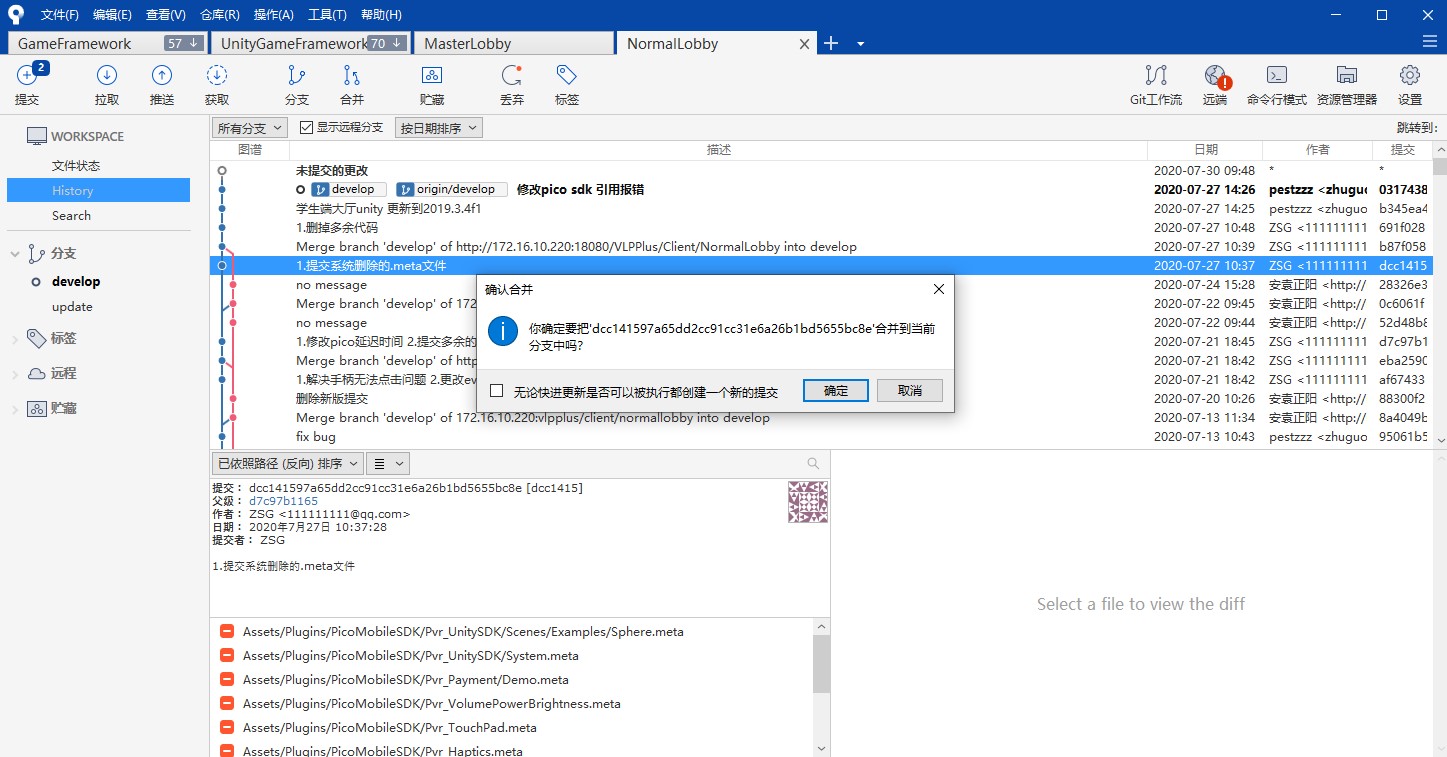 文件(F) 编辑(E) 查看(V) 仓库(R) 操作(A) 工具(T) 帮助(H)
GameFramework 57 UnityGameFramework 70 MasterLobby NormalLobby
2
提交 拉取 推送 获取 分支 合并 贮藏 丢弃 标签 Git工作流 远端 命令行模式 资源管理器 设置
WORKSPACE
文件状态
History
Search
分支
develop
update
标签
远程
贮藏
所有分支 显示远程分支 按日期排序 跳转到:
图谱 描述 日期 作者 提交
未提交的更改 2020-07-30 09:48 * *
develop origin/develop 修改pico sdk 引用报错 2020-07-27 14:26 pestzzz <zhuguo 0317438
学生端大厅unity 更新到2019.3.4f1 2020-07-27 14:25 pestzzz <zhuguo b345ea4
1.删掉多余代码 2020-07-27 10:48 ZSG <111111111 691f028
Merge branch 'develop' of http://172.16.10.220:18080/VLPPlus/Client/NormalLobby into develop 2020-07-27 10:39 ZSG <111111111 b87f058
1.提交系统删除的.meta文件 2020-07-27 10:37 ZSG <111111111 dcc1415
no message 2020-07-24 15:28 安袁正阳 <http:// 28326e3
Merge branch 'develop' of 172 2020-07-22 09:45 安袁正阳 <http:// 0c6061f
no message 2020-07-22 09:44 安袁正阳 <http:// 52d48b8
1.修改pico延迟时间 2.提交多余的 2020-07-21 18:45 安袁正阳 <http:// d7c97b1
Merge branch 'develop' of http 2020-07-21 18:42 安袁正阳 <http:// eba2590
1.解决手柄无法点击问题 2.更改ev 2020-07-21 18:42 安袁正阳 <http:// af67433
删除新版提交 2020-07-20 10:26 安袁正阳 <http:// 88300f2
Merge branch 'develop' of 172.16.10.220:vlpplus/client/normallobby into develop 2020-07-13 11:34 安袁正阳 <http:// 8a4049b
fix bug 2020-07-13 10:43 pestzzz <zhuguo 95061b5
确认合并
你确定要把'dcc141597a65dd2cc91cc31e6a26b1bd5655bc8e'合并到当前
分支中吗?
无论快进更新是否可以被执行都创建一个新的提交 确定 取消
已依照路径 (反向) 排序
提交： dcc141597a65dd2cc91cc31e6a26b1bd5655bc8e [dcc1415]
父级： d7c97b1165
作者： ZSG <111111111@qq.com>
日期： 2020年7月27日 10:37:28
提交者： ZSG
1.提交系统删除的.meta文件
Assets/Plugins/PicoMobileSDK/Pvr_UnitySDK/Scenes/Examples/Sphere.meta
Assets/Plugins/PicoMobileSDK/Pvr_UnitySDK/System.meta
Assets/Plugins/PicoMobileSDK/Pvr_Payment/Demo.meta
Assets/Plugins/PicoMobileSDK/Pvr_VolumePowerBrightness.meta
Assets/Plugins/PicoMobileSDK/Pvr_TouchPad.meta
Assets/Plugins/PicoMobileSDK/Pvr_Haptics.meta
Select a file to view the diff